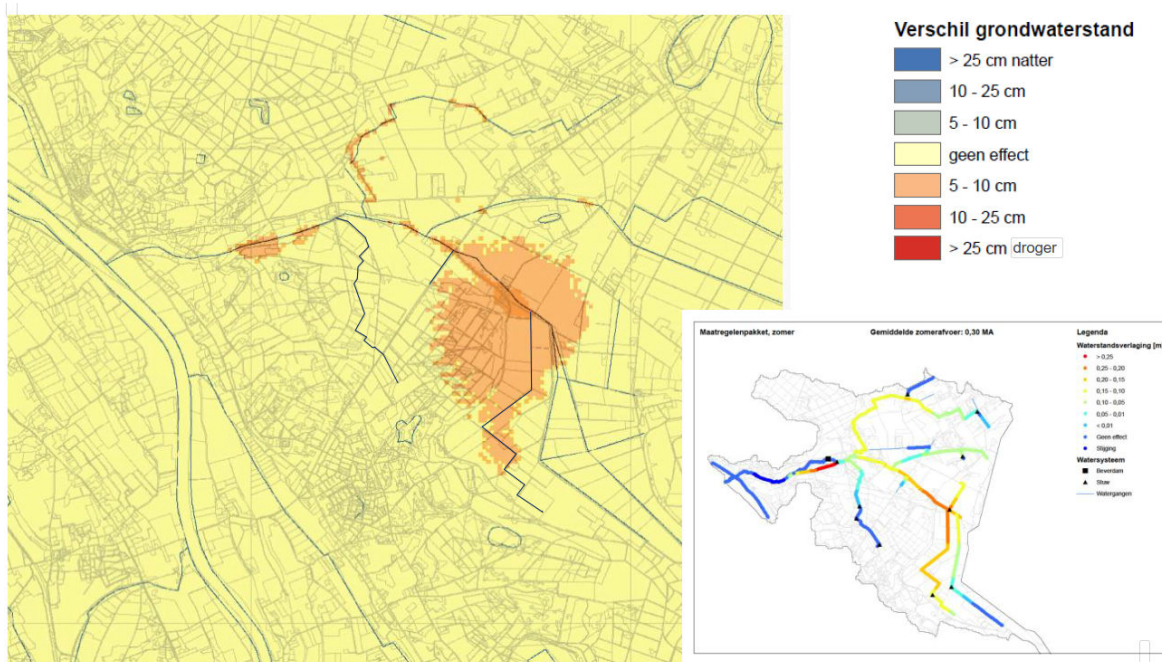 Verschil grondwaterstand
> 25 cm natter
10 - 25 cm
5 - 10 cm
geen effect
5 - 10 cm
10 - 25 cm
> 25 cm droger
Maatregelenpakket, zomer
Gemiddelde zomerafvoer: 0,30 MA
Legenda
Waterstandsverlaging [m
> 0,25
0,25 - 0,20
0,20 - 0,15
0,15 - 0,10
0,10 - 0,05
0,05 - 0,01
< 0,01
Geen effect
Stijging
Watersysteem
Beverdam
Stuw
Watergangen